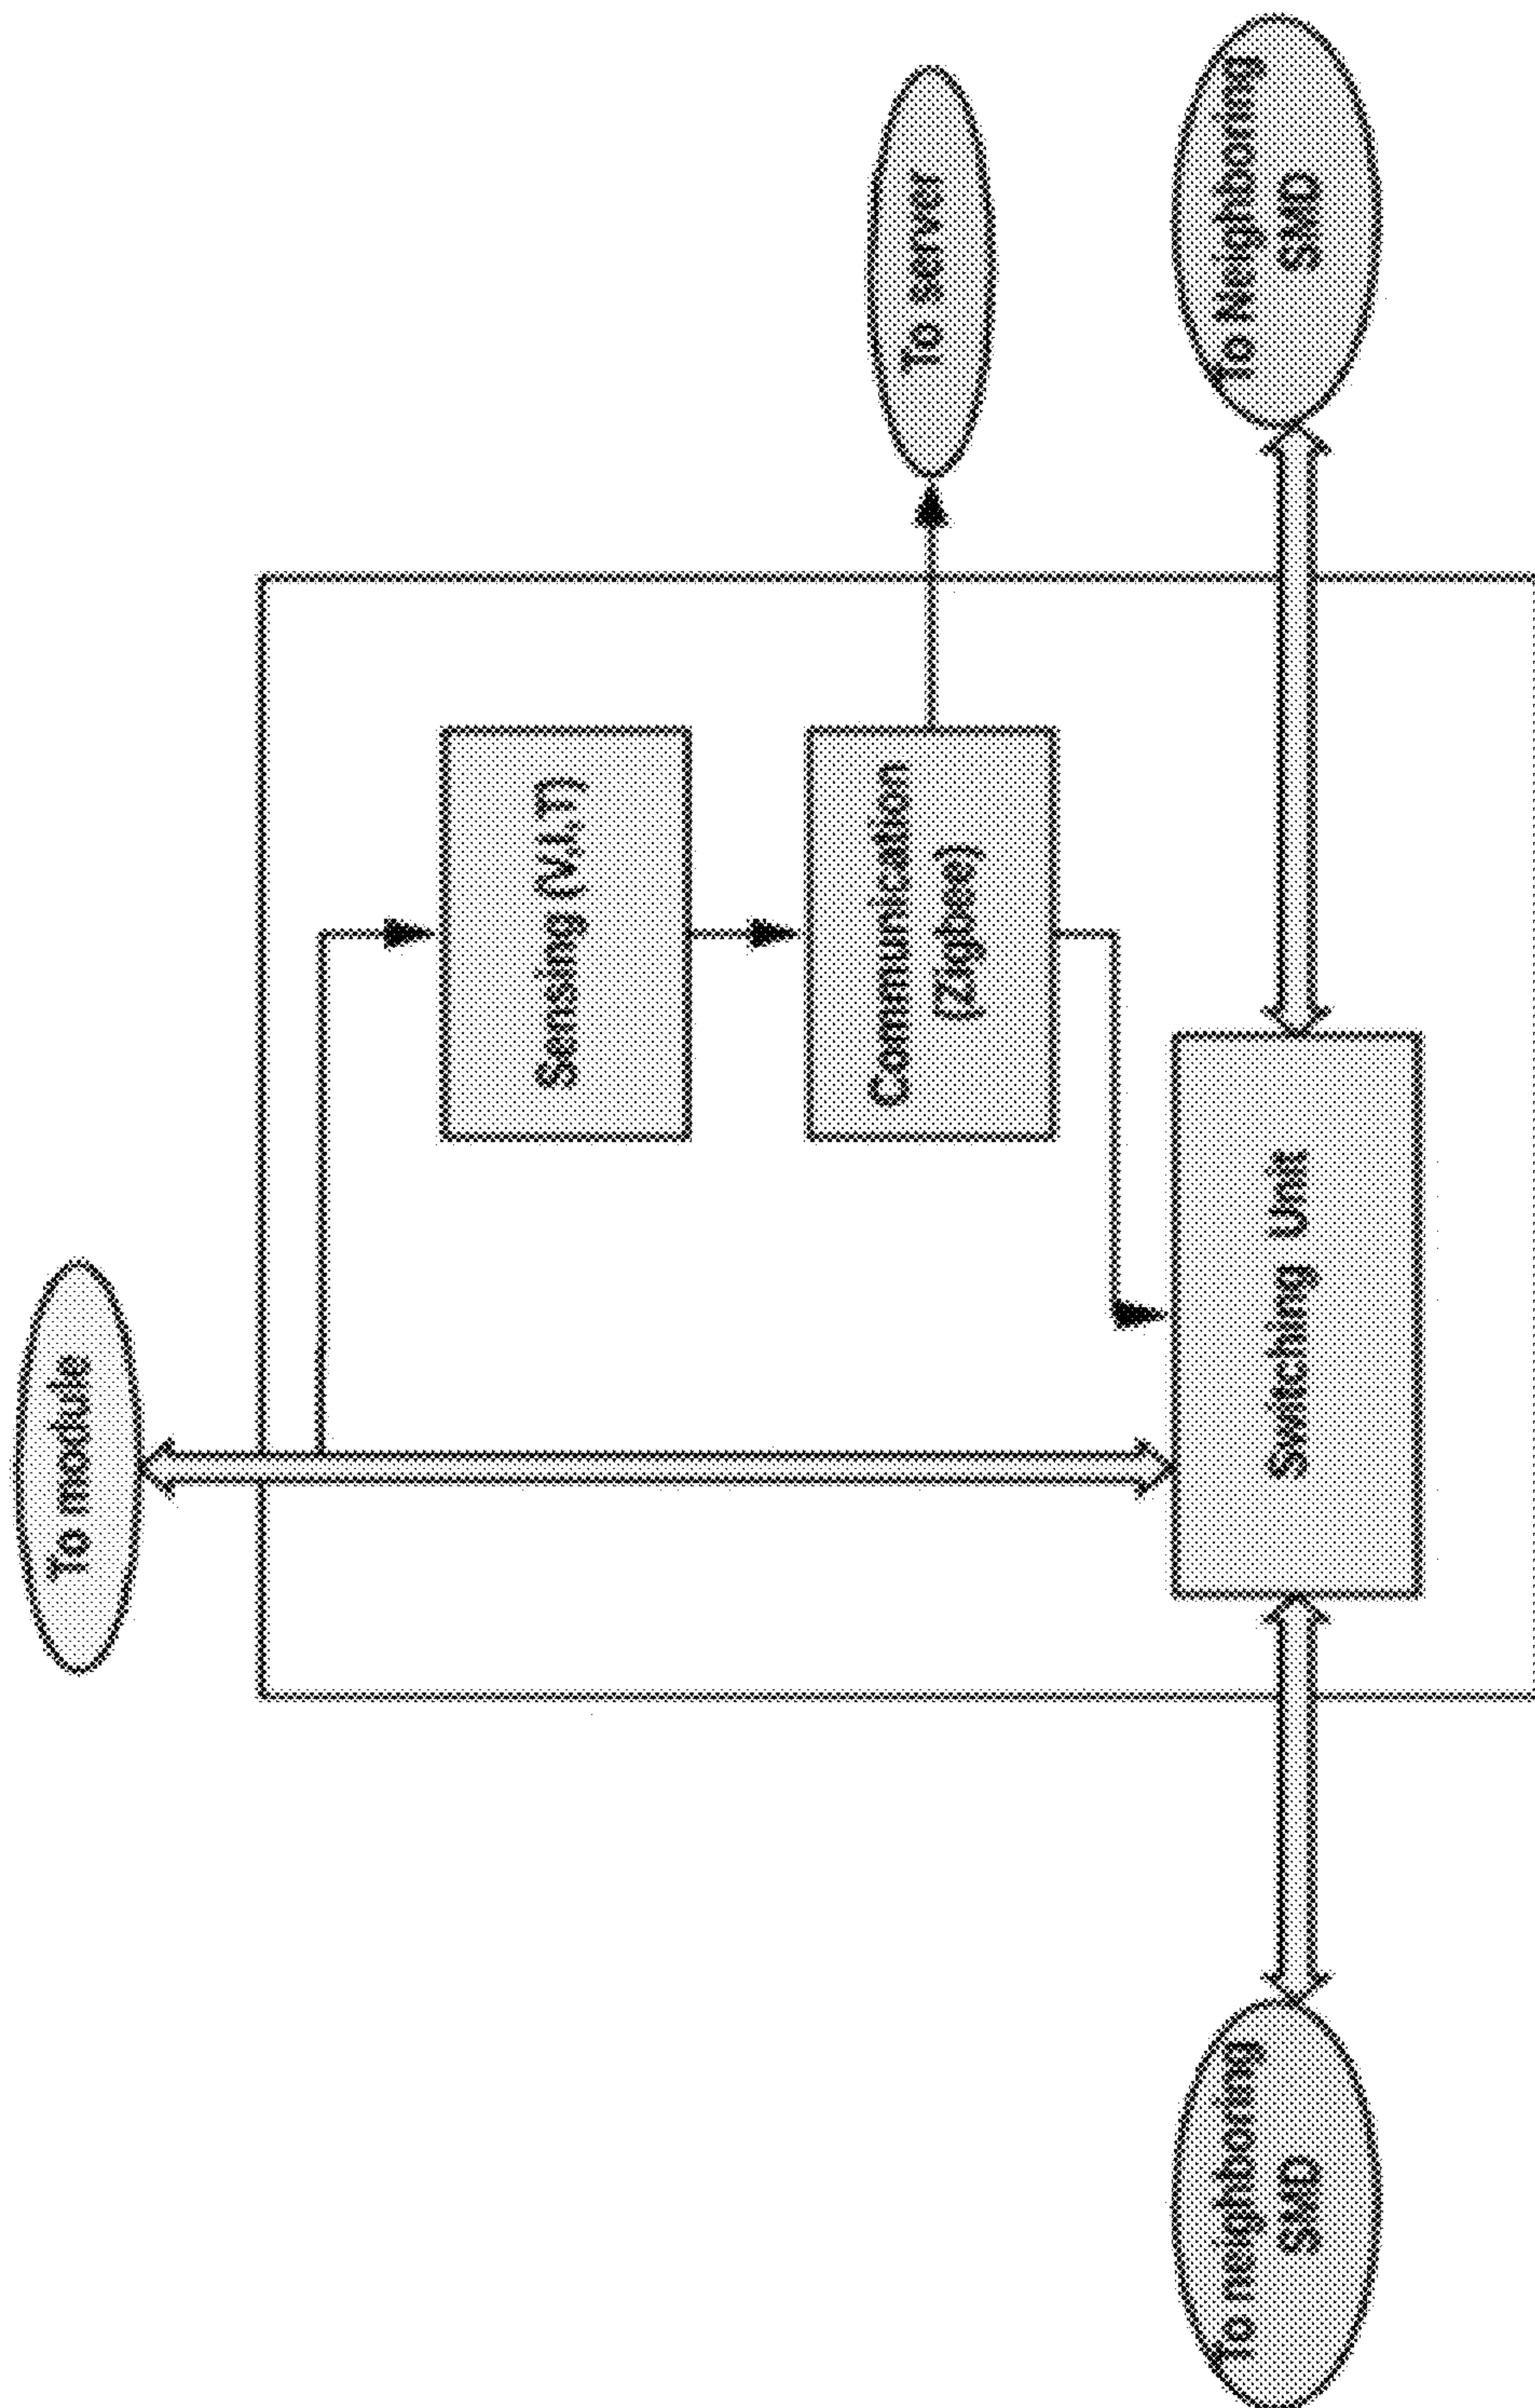 To module
Sensing (V,I,T)
Communication
(Zigbee)
To server
To neighboring
SMD
Switching Unit
To Neighboring
SMD